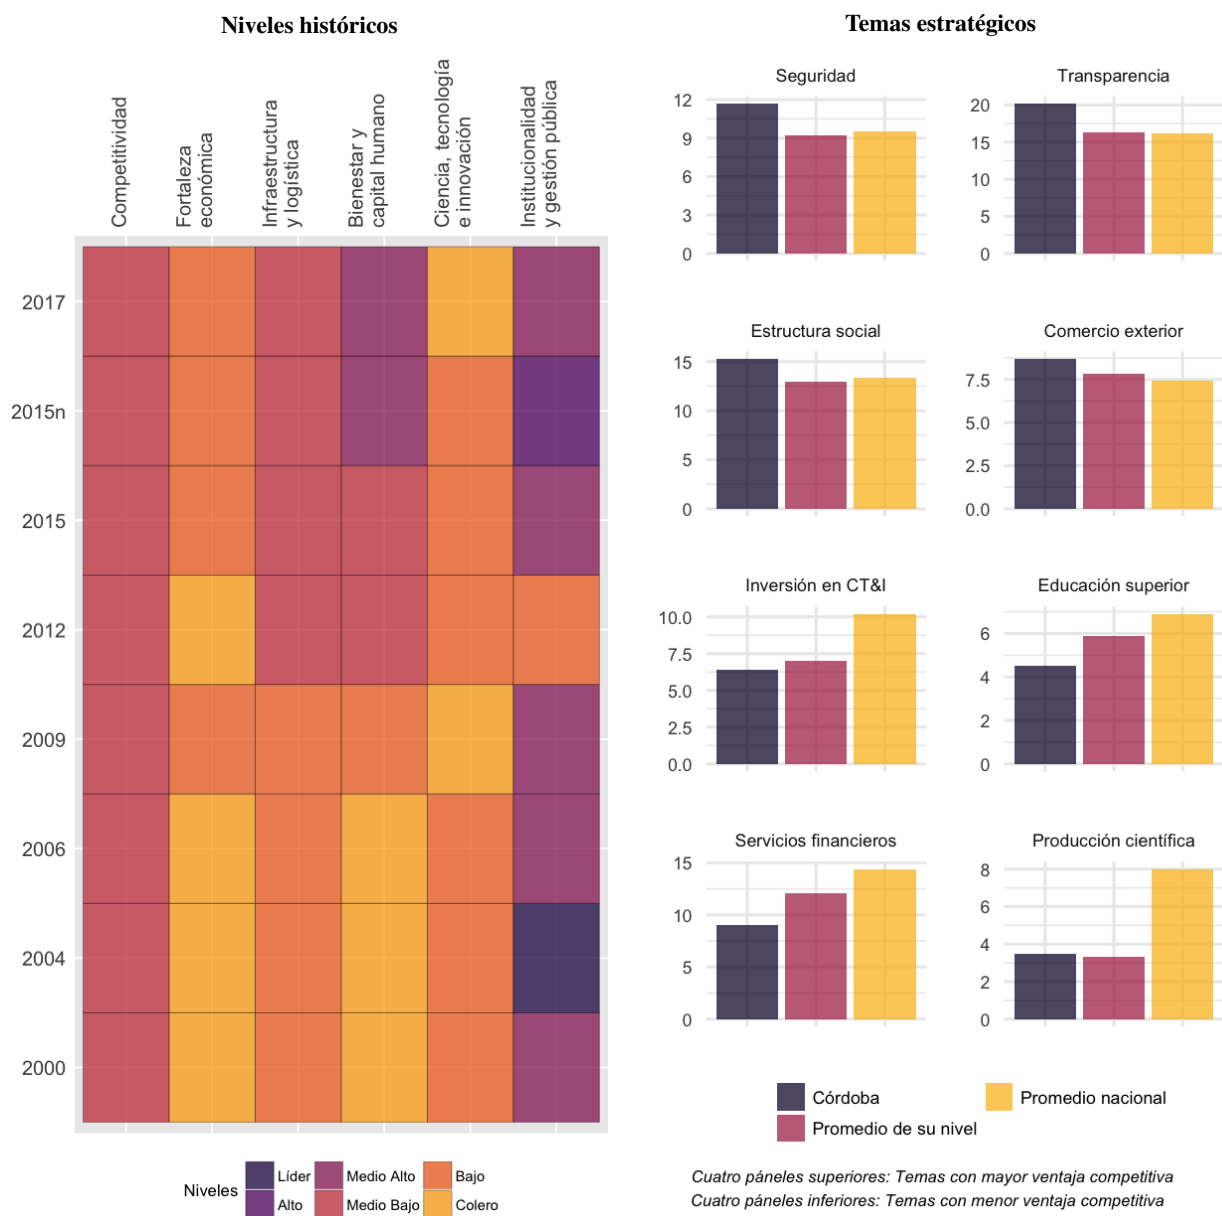 Niveles históricos
Competitividad
Fortaleza
económica
Infraestructura
y logística
Bienestar y
capital humano
Ciencia, tecnología
e innovación
Institucionalidad
y gestión pública
2017
2015n
2015
2012
2009
2006
2004
2000
Niveles
Líder
Medio Alto
Bajo
Alto
Medio Bajo
Colero
Temas estratégicos
Seguridad
12
9
6
3
0
Transparencia
20
15
10
5
0
Estructura social
15
10
5
0
Comercio exterior
7.5
5.0
2.5
0.0
Inversión en CT&I
10.0
7.5
5.0
2.5
0.0
Educación superior
6
4
2
0
Servicios financieros
15
10
5
0
Producción científica
8
6
4
2
0
Córdoba
Promedio nacional
Promedio de su nivel
Cuatro páneles superiores: Temas con mayor ventaja competitiva
Cuatro páneles inferiores: Temas con menor ventaja competitiva